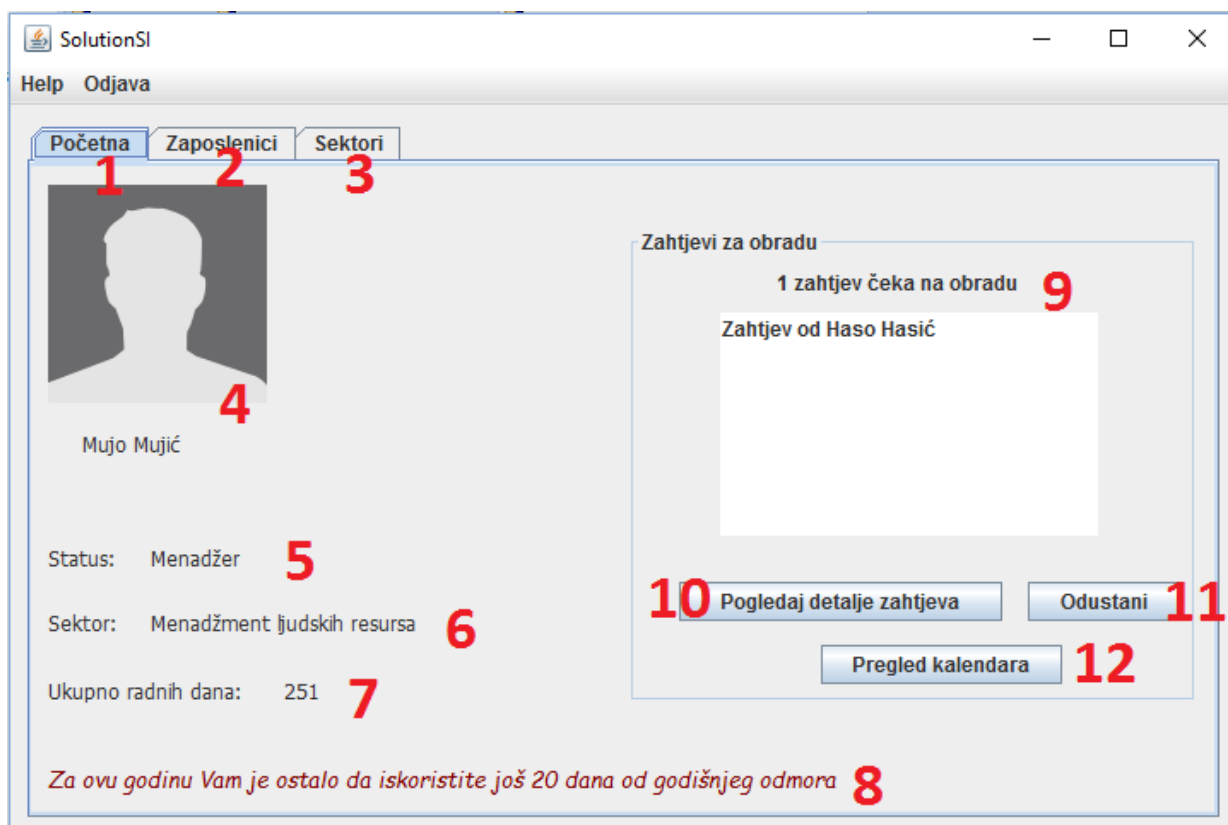 SolutionSI
Help Odjava
Početna Zaposlenici Sektori
1 2 3
Zahtjevi za obradu
1 zahtjev čeka na obradu 9
Zahtjev od Haso Hasić
4
Mujo Mujić
Status: Menadžer 5
10 Pogledaj detalje zahtjeva Odustani 11
Sektor: Menadžment ljudskih resursa 6
Pregled kalendara 12
Ukupno radnih dana: 251 7
Za ovu godinu Vam je ostalo da iskoristite još 20 dana od godišnjeg odmora 8